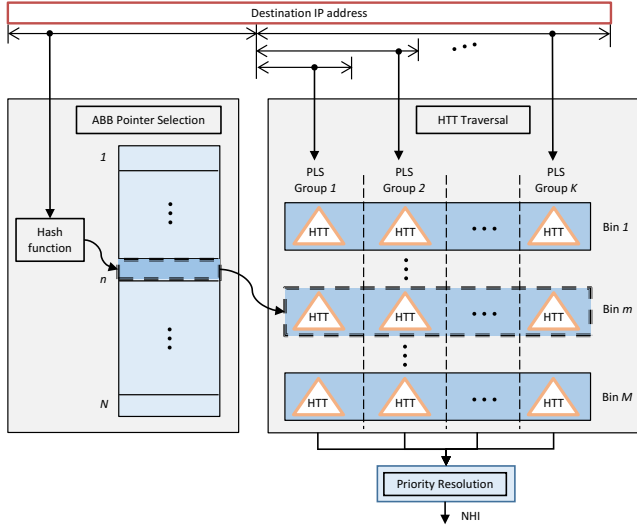 Destination IP address
ABB Pointer Selection
HTT Traversal
1
PLS
Group 1
PLS
Group 2
PLS
Group K
Hash
function
HTT
HTT
HTT
Bin 1
n
HTT
HTT
HTT
Bin m
N
HTT
HTT
HTT
Bin M
Priority Resolution
NHI